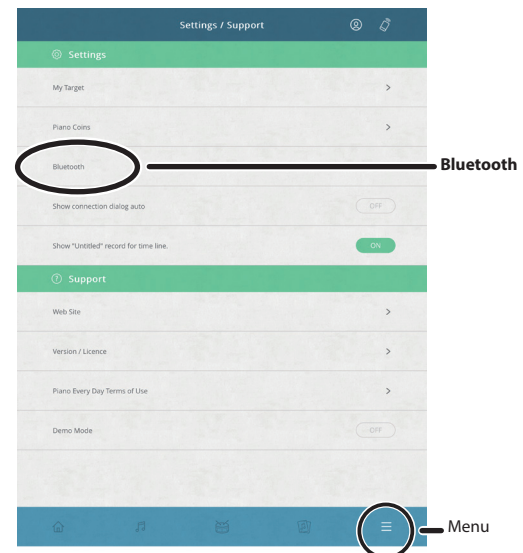 Settings / Support
Settings
My Target
Piano Coins
Bluetooth
Bluetooth
Show connection dialog auto
OFF
Show "Untitled" record for time line.
ON
Support
Web Site
Version / Licence
Piano Every Day Terms of Use
Demo Mode
OFF
Menu